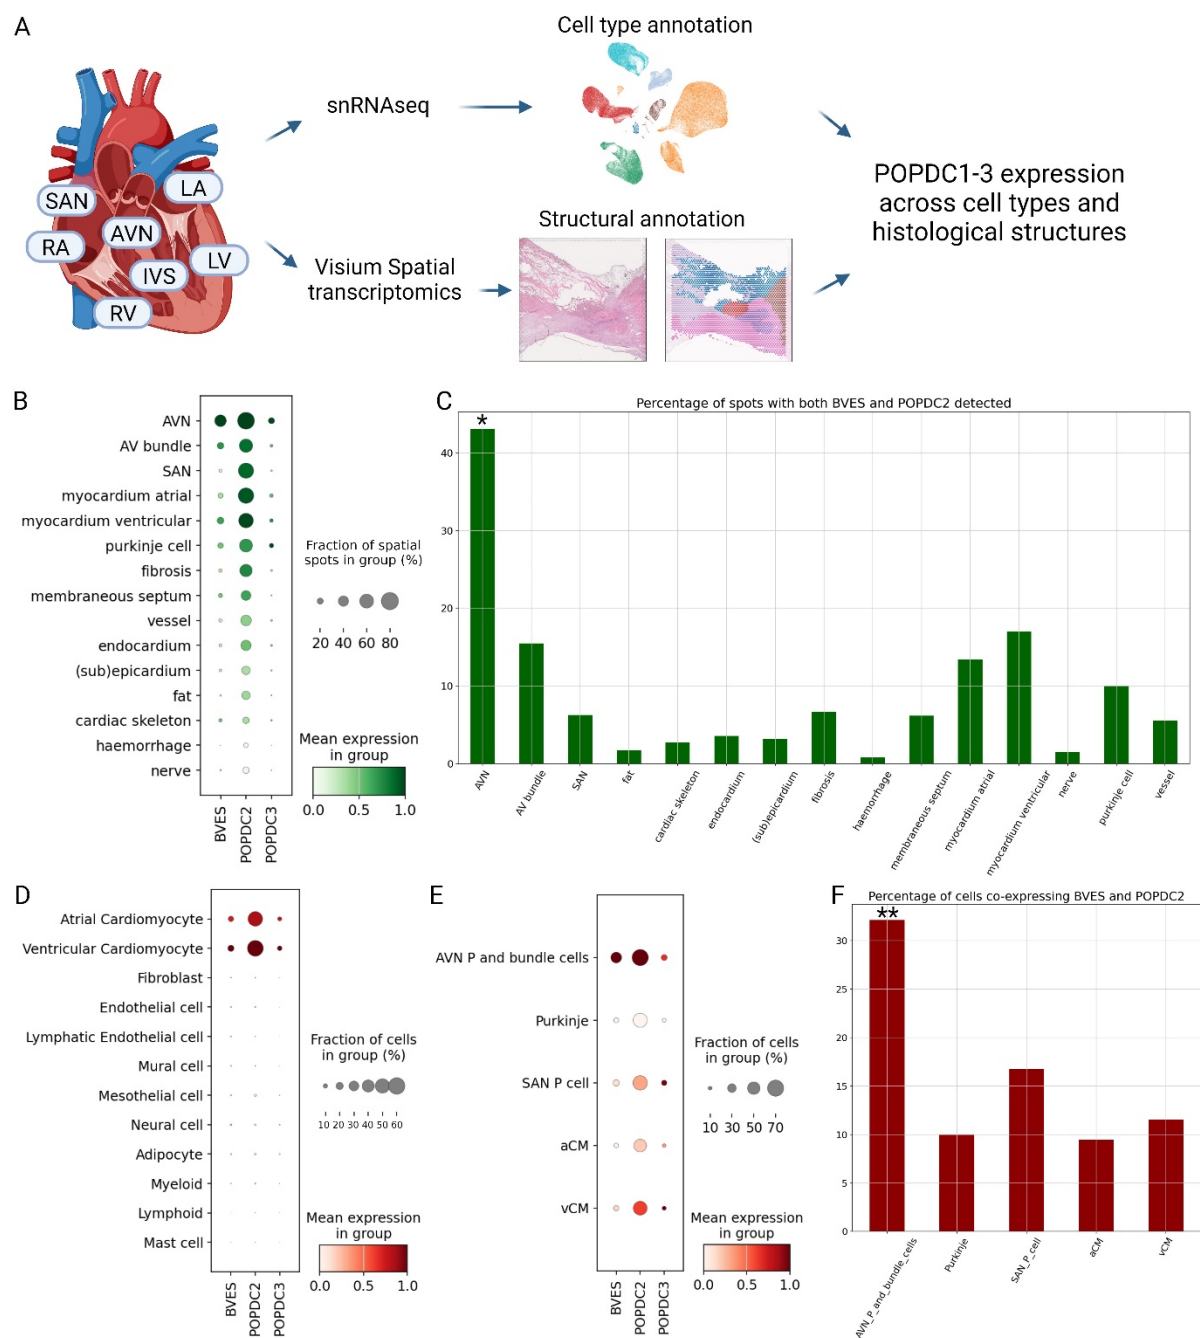 A
Cell type annotation
snRNAseq
SAN
LA
AVN
RA
LV
IVS
RV
Visium Spatial
transcriptomics
Structural annotation
POPDC1-3 expression
across cell types and
histological structures
B
AVN
AV bundle
SAN
myocardium atrial
myocardium ventricular
purkinje cell
fibrosis
membraneous septum
vessel
endocardium
(sub)epicardium
fat
cardiac skeleton
haemorrhage
nerve
BVES
POPDC2
POPDC3
Fraction of spatial
spots in group (%)
20 40 60 80
Mean expression
in group
0.0 0.5 1.0
C
Percentage of spots with both BVES and POPDC2 detected
*
40
30
20
10
0
AVN
AV bundle
SAN
fat
cardiac skeleton
endocardium
(sub)epicardium
fibrosis
haemorrhage
membraneous septum
myocardium atrial
myocardium ventricular
nerve
purkinje cell
vessel
D
Atrial Cardiomyocyte
Ventricular Cardiomyocyte
Fibroblast
Endothelial cell
Lymphatic Endothelial cell
Mural cell
Mesothelial cell
Neural cell
Adipocyte
Myeloid
Lymphoid
Mast cell
BVES
POPDC2
POPDC3
Fraction of cells
in group (%)
10 20 30 40 50 60
Mean expression
in group
0.0 0.5 1.0
E
AVN P and bundle cells
Purkinje
SAN P cell
aCM
vCM
BVES
POPDC2
POPDC3
Fraction of cells
in group (%)
10 30 50 70
Mean expression
in group
0.0 0.5 1.0
F
Percentage of cells co-expressing BVES and POPDC2
**
30
25
20
15
10
5
0
AVN_P_and_bundle_cells
Purkinje
SAN_P_cell
aCM
vCM